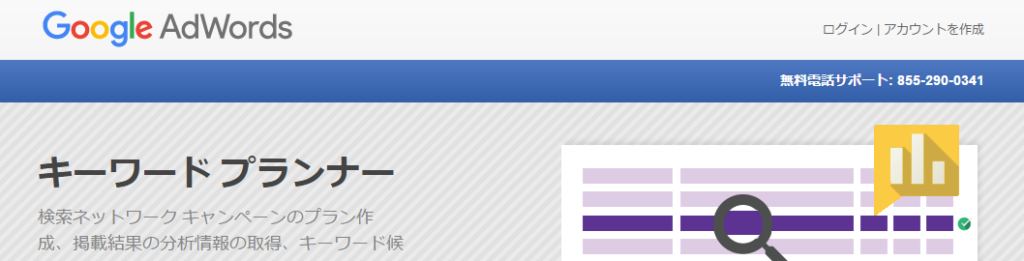 Google AdWords
ログイン | アカウントを作成
無料電話サポート: 855-290-0341
キーワード プランナー
検索ネットワーク キャンペーンのプラン作
成、掲載結果の分析情報の取得、キーワード候